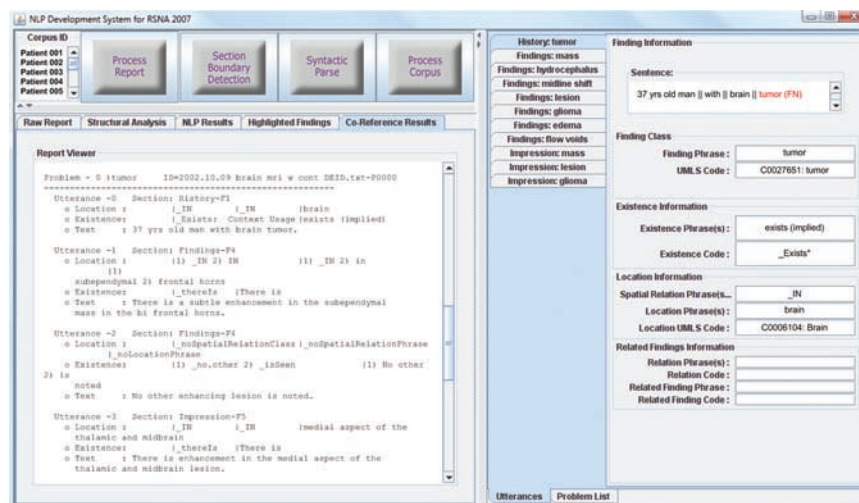 NLP Development System for RSNA 2007
Corpus ID
Patient 001
Patient 002
Patient 003
Patient 004
Patient 005
Process Report
Section Boundary Detection
Syntactic Parse
Process Corpus
Raw Report
Structural Analysis
NLP Results
Highlighted Findings
Co-Reference Results
Report Viewer
Problem - 0 :tumor ID=2002.10.09 brain mri w cont DEID.txt-P0000
Utterance -0 Section: History-F1
o Location : |_IN |_IN |brain
o Existence: |_Exists: Context Usage |exists (implied)
o Text : 37 yrs old man with brain tumor.
Utterance -1 Section: Findings-F4
o Location : |(1) _IN 2) IN |(1) _IN 2) in
|(1)
subependymal 2) frontal horns
o Existence: |_thereIs |There is
o Text : There is a subtle enhancement in the subependymal
mass in the bi frontal horns.
Utterance -2 Section: Findings-F4
o Location : |_noSpatialRelationClass |_noSpatialRelationPhrase
|_noLocationPhrase
o Existence: |(1) _no.other 2) _isSeen |(1) No other
2) is
noted
o Text : No other enhancing lesion is noted.
Utterance -3 Section: Impression-F5
o Location : |_IN |_IN |medial aspect of the
thalamic and midbrain
o Existence: |_thereIs |There is
o Text : There is enhancement in the medial aspect of the
thalamic and midbrain lesion.
History: tumor
Findings: mass
Findings: hydrocephalus
Findings: midline shift
Findings: lesion
Findings: glioma
Findings: edema
Findings: flow voids
Impression: mass
Impression: lesion
Impression: glioma
Finding Information
Sentence:
37 yrs old man || with || brain || tumor (FN)
Finding Class
Finding Phrase : tumor
UMLS Code : C0027651: tumor
Existence Information
Existence Phrase(s) : exists (implied)
Existence Code : _Exists*
Location Information
Spatial Relation Phrase(s... _IN
Location Phrase(s) : brain
Location UMLS Code : C0006104: Brain
Related Findings Information
Relation Phrase(s) :
Relation Code :
Related Finding Phrase :
Related Finding Code :
Utterances
Problem List